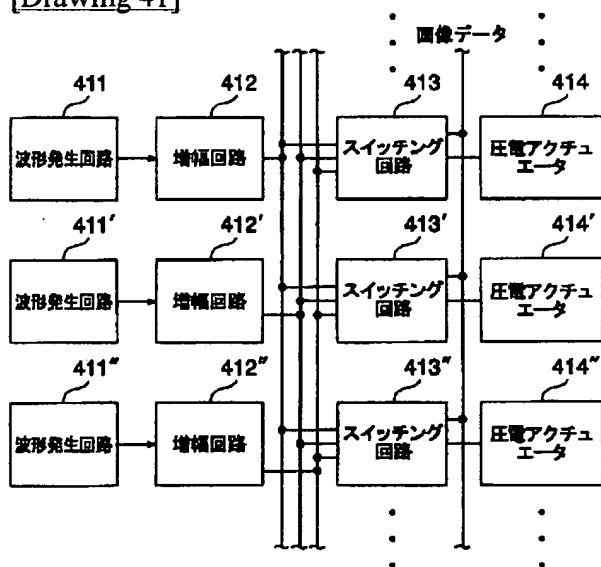 [Drawing 41]
画像データ
411 412 413 414
波形発生回路 増幅回路 スイッチング回路 圧電アクチュエータ
411' 412' 413' 414'
波形発生回路 増幅回路 スイッチング回路 圧電アクチュエータ
411" 412" 413" 414"
波形発生回路 増幅回路 スイッチング回路 圧電アクチュエータ